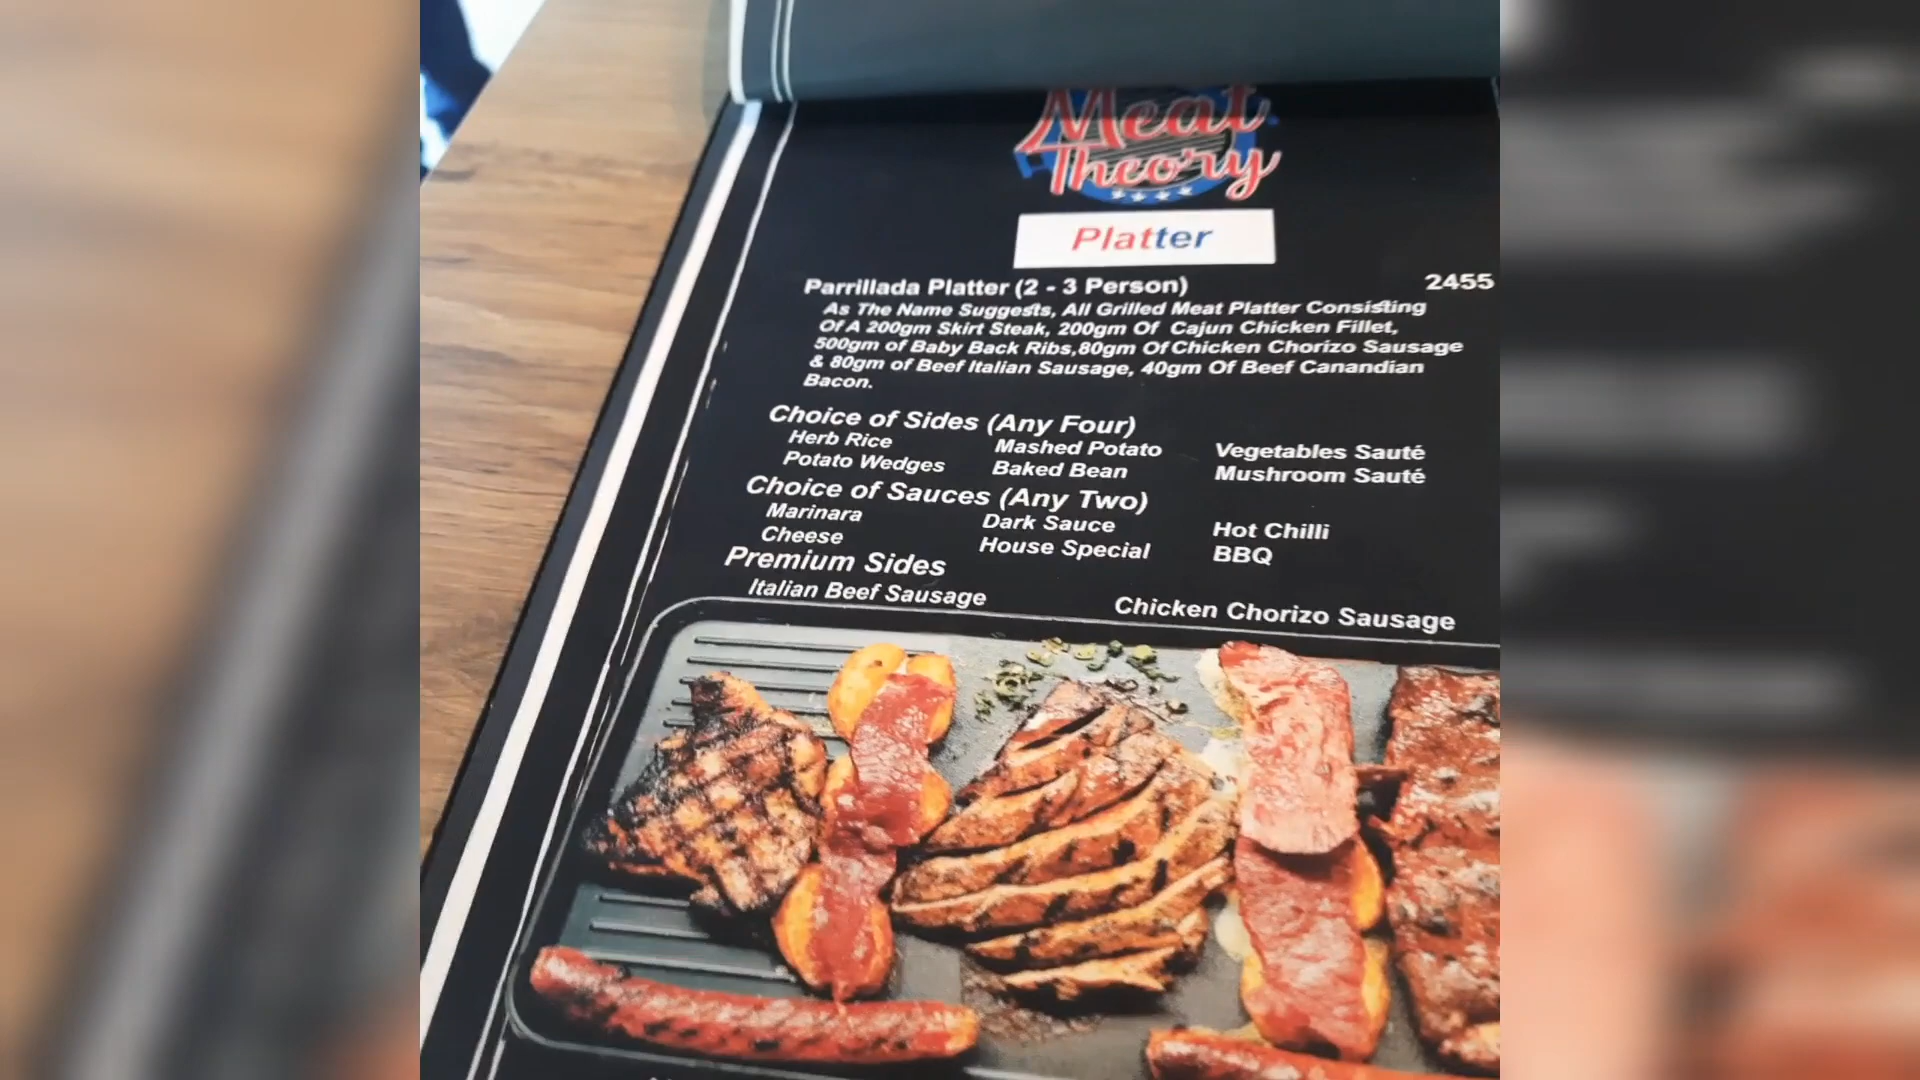 Meat
Theory
Platter
Parrillada Platter (2 - 3 Person) 2455
As The Name Suggests, All Grilled Meat Platter Consisting
Of A 200gm Skirt Steak, 200gm Of Cajun Chicken Fillet,
500gm of Baby Back Ribs,80gm Of Chicken Chorizo Sausage
& 80gm of Beef Italian Sausage, 40gm Of Beef Canandian
Bacon.
Choice of Sides (Any Four)
Herb Rice Mashed Potato Vegetables Sauté
Potato Wedges Baked Bean Mushroom Sauté
Choice of Sauces (Any Two)
Marinara Dark Sauce Hot Chilli
Cheese House Special BBQ
Premium Sides
Italian Beef Sausage Chicken Chorizo Sausage